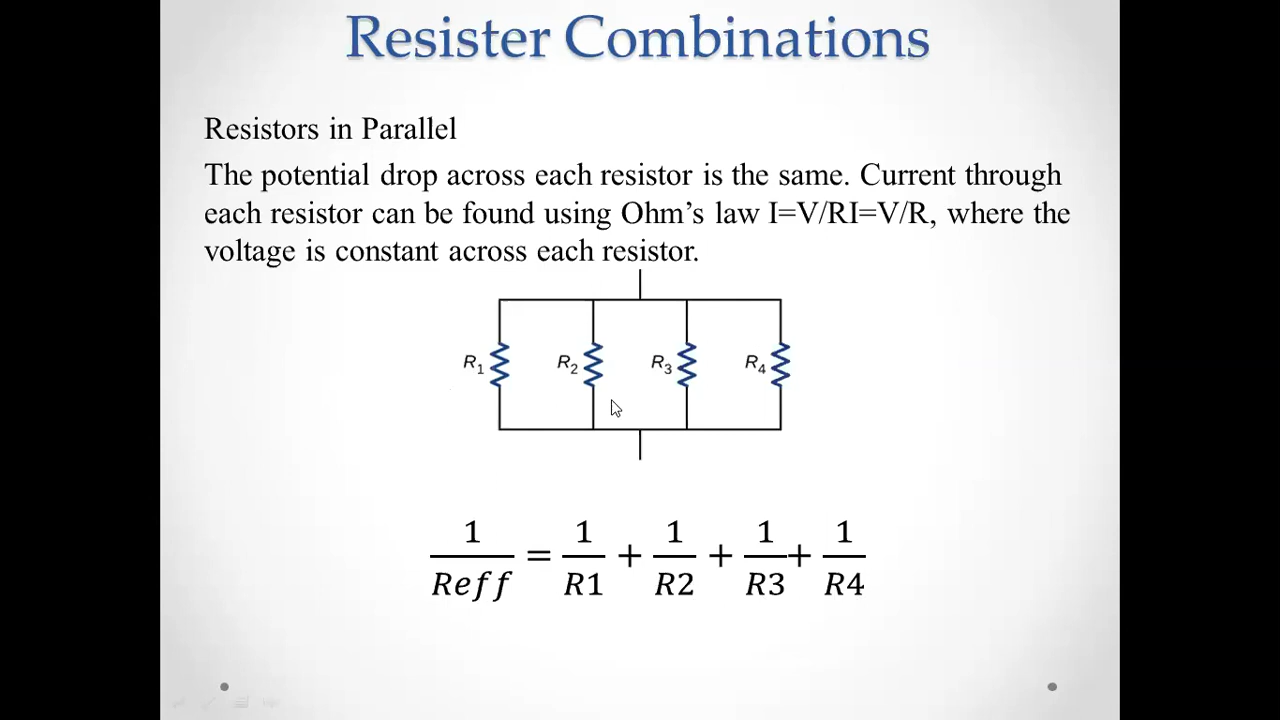 Resister Combinations
Resistors in Parallel
The potential drop across each resistor is the same. Current through
each resistor can be found using Ohm’s law I=V/RI=V/R, where the
voltage is constant across each resistor.
R1 R2 R3 R4
1/Reff = 1/R1 + 1/R2 + 1/R3 + 1/R4